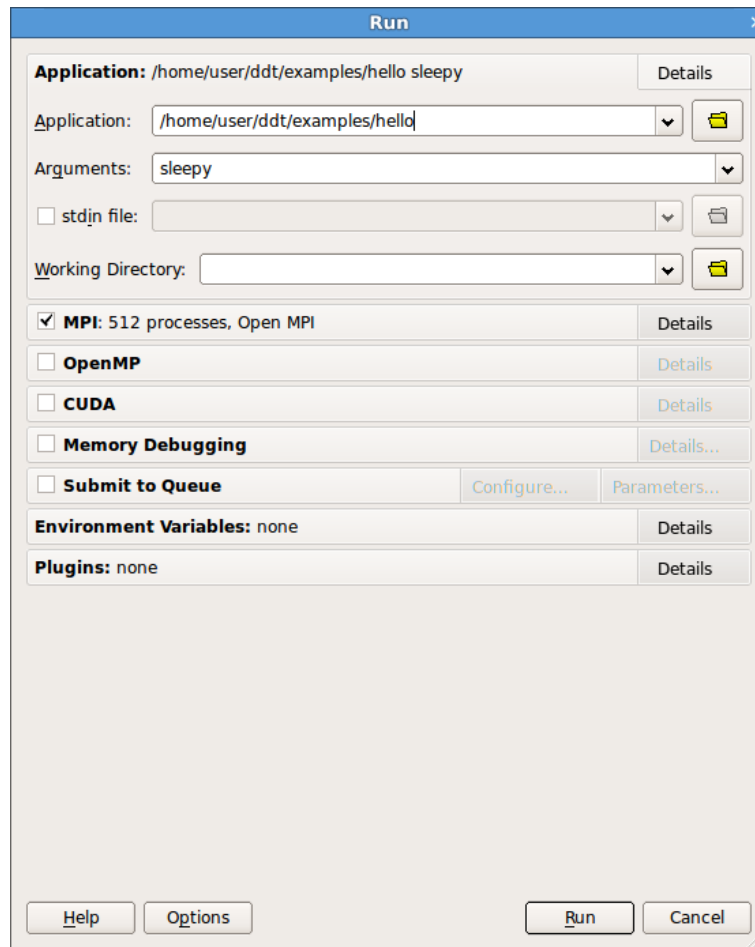 Run
Application: /home/user/ddt/examples/hello sleepy Details
Application: /home/user/ddt/examples/hello
Arguments: sleepy
stdin file:
Working Directory:
MPI: 512 processes, Open MPI Details
OpenMP Details
CUDA Details
Memory Debugging Details...
Submit to Queue Configure... Parameters...
Environment Variables: none Details
Plugins: none Details
Help Options Run Cancel